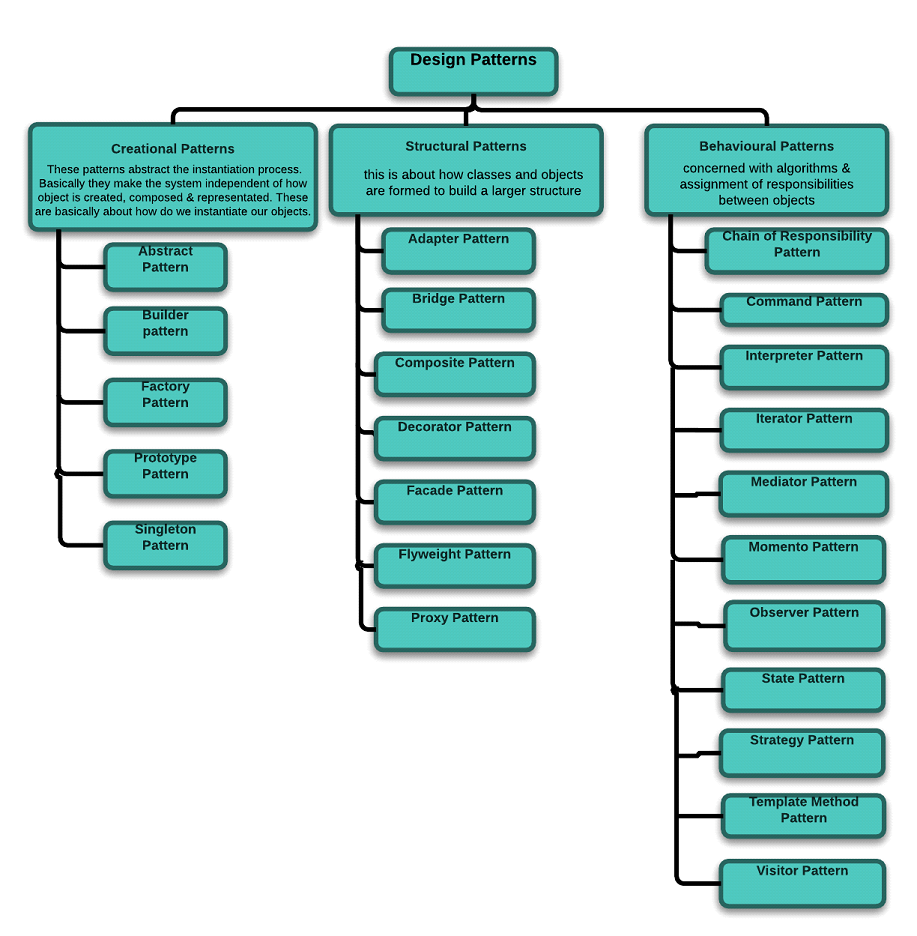 Design Patterns
Creational Patterns
These patterns abstract the instantiation process.
Basically they make the system independent of how
object is created, composed & represented. These
are basically about how do we instantiate our objects.
Abstract
Pattern
Builder
pattern
Factory
Pattern
Prototype
Pattern
Singleton
Pattern
Structural Patterns
this is about how classes and objects
are formed to build a larger structure
Adapter Pattern
Bridge Pattern
Composite Pattern
Decorator Pattern
Facade Pattern
Flyweight Pattern
Proxy Pattern
Behavioural Patterns
concerned with algorithms &
assignment of responsibilities
between objects
Chain of Responsibility
Pattern
Command Pattern
Interpreter Pattern
Iterator Pattern
Mediator Pattern
Momento Pattern
Observer Pattern
State Pattern
Strategy Pattern
Template Method
Pattern
Visitor Pattern